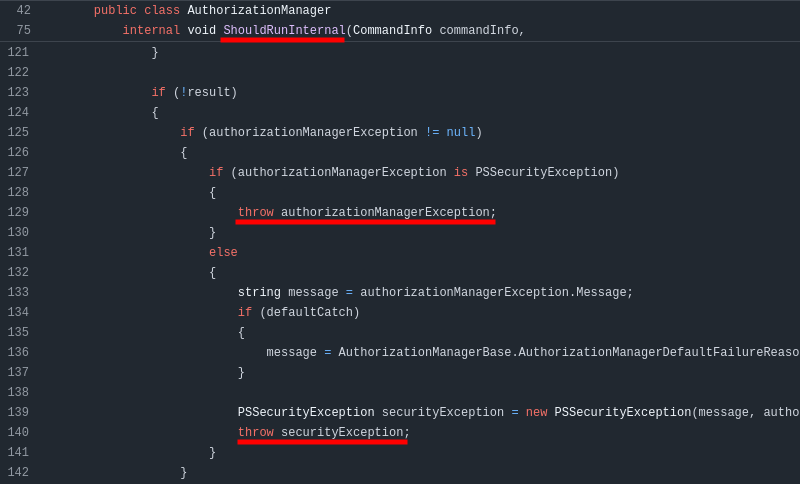 42 public class AuthorizationManager
75 internal void ShouldRunInternal(CommandInfo commandInfo,
121 }
122
123 if (!result)
124 {
125 if (authorizationManagerException != null)
126 {
127 if (authorizationManagerException is PSSecurityException)
128 {
129 throw authorizationManagerException;
130 }
131 else
132 {
133 string message = authorizationManagerException.Message;
134 if (defaultCatch)
135 {
136 message = AuthorizationManagerBase.AuthorizationManagerDefaultFailureReaso
137 }
138
139 PSSecurityException securityException = new PSSecurityException(message, autho
140 throw securityException;
141 }
142 }